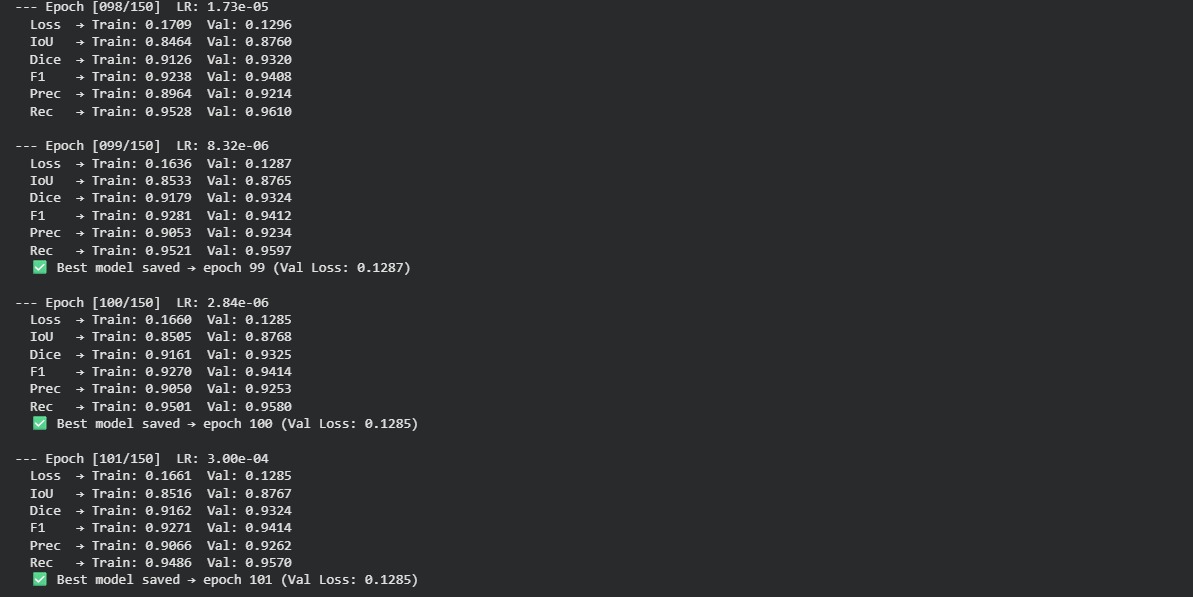 --- Epoch [098/150]  LR: 1.73e-05
Loss → Train: 0.1709  Val: 0.1296
IoU → Train: 0.8464  Val: 0.8760
Dice → Train: 0.9126  Val: 0.9320
F1 → Train: 0.9238  Val: 0.9408
Prec → Train: 0.8964  Val: 0.9214
Rec → Train: 0.9528  Val: 0.9610
--- Epoch [099/150]  LR: 8.32e-06
Loss → Train: 0.1636  Val: 0.1287
IoU → Train: 0.8533  Val: 0.8765
Dice → Train: 0.9179  Val: 0.9324
F1 → Train: 0.9281  Val: 0.9412
Prec → Train: 0.9053  Val: 0.9234
Rec → Train: 0.9521  Val: 0.9597
✅ Best model saved → epoch 99 (Val Loss: 0.1287)
--- Epoch [100/150]  LR: 2.84e-06
Loss → Train: 0.1660  Val: 0.1285
IoU → Train: 0.8505  Val: 0.8768
Dice → Train: 0.9161  Val: 0.9325
F1 → Train: 0.9270  Val: 0.9414
Prec → Train: 0.9050  Val: 0.9253
Rec → Train: 0.9501  Val: 0.9580
✅ Best model saved → epoch 100 (Val Loss: 0.1285)
--- Epoch [101/150]  LR: 3.00e-04
Loss → Train: 0.1661  Val: 0.1285
IoU → Train: 0.8516  Val: 0.8767
Dice → Train: 0.9162  Val: 0.9324
F1 → Train: 0.9271  Val: 0.9414
Prec → Train: 0.9066  Val: 0.9262
Rec → Train: 0.9486  Val: 0.9570
✅ Best model saved → epoch 101 (Val Loss: 0.1285)